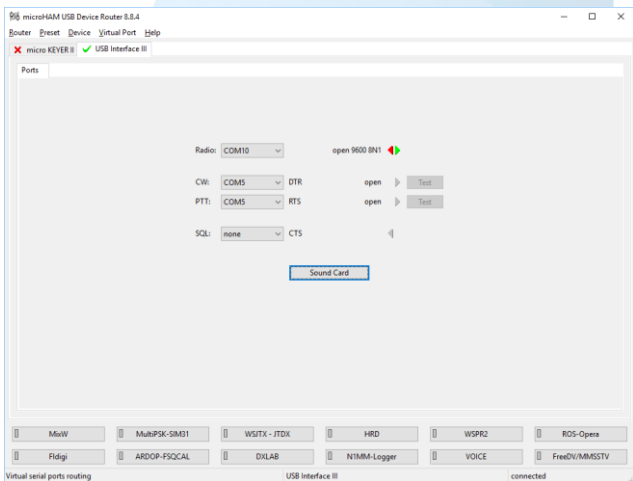 microHAM USB Device Router 8.8.4
Router Preset Device Virtual Port Help
micro KEYER II USB Interface III
Ports
Radio: COM10 open 9600 8N1
CW: COM5 DTR open Test
PTT: COM5 RTS open Test
SQL: none CTS
Sound Card
MixW MultiPSK-SIM31 WSJTX - JTDX HRD WSPR2 ROS-Opera
Fldigi ARDOP-FSQCAL DXLAB N1MM-Logger VOICE FreeDV/MMSSTV
Virtual serial ports routing USB Interface III connected